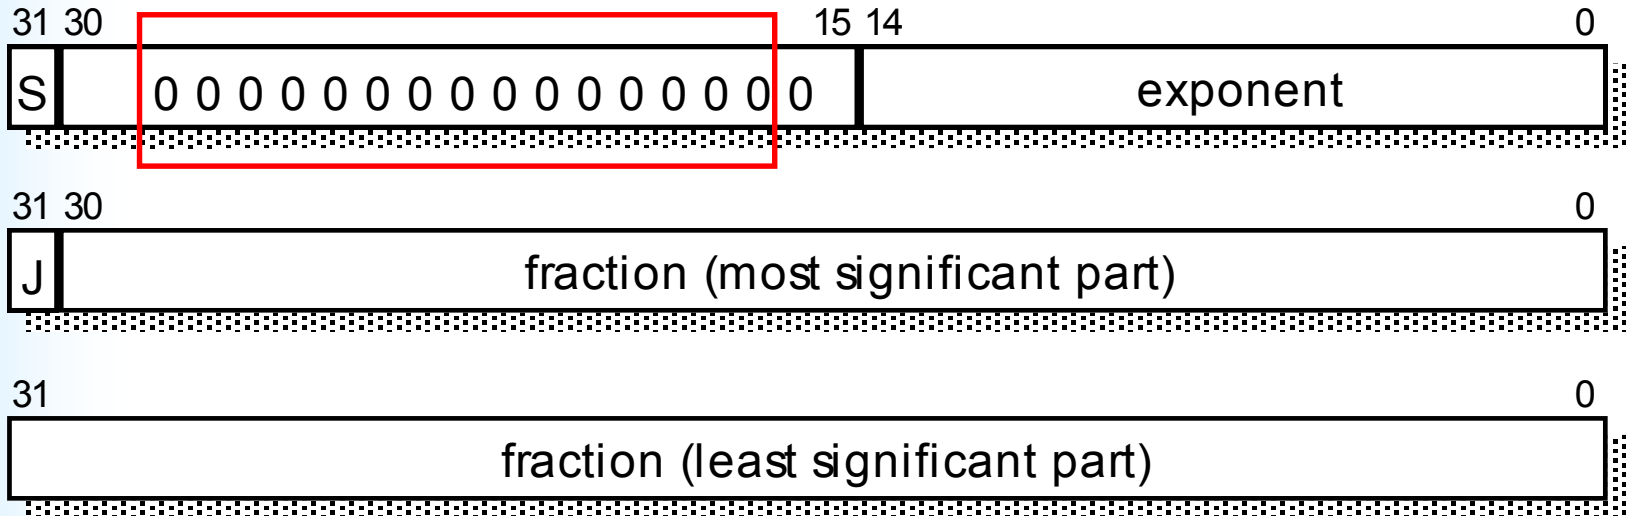 31 30 15 14 0
S 0 0 0 0 0 0 0 0 0 0 0 0 0 0 0 0 exponent
31 30 0
J fraction (most significant part)
31 0
fraction (least significant part)